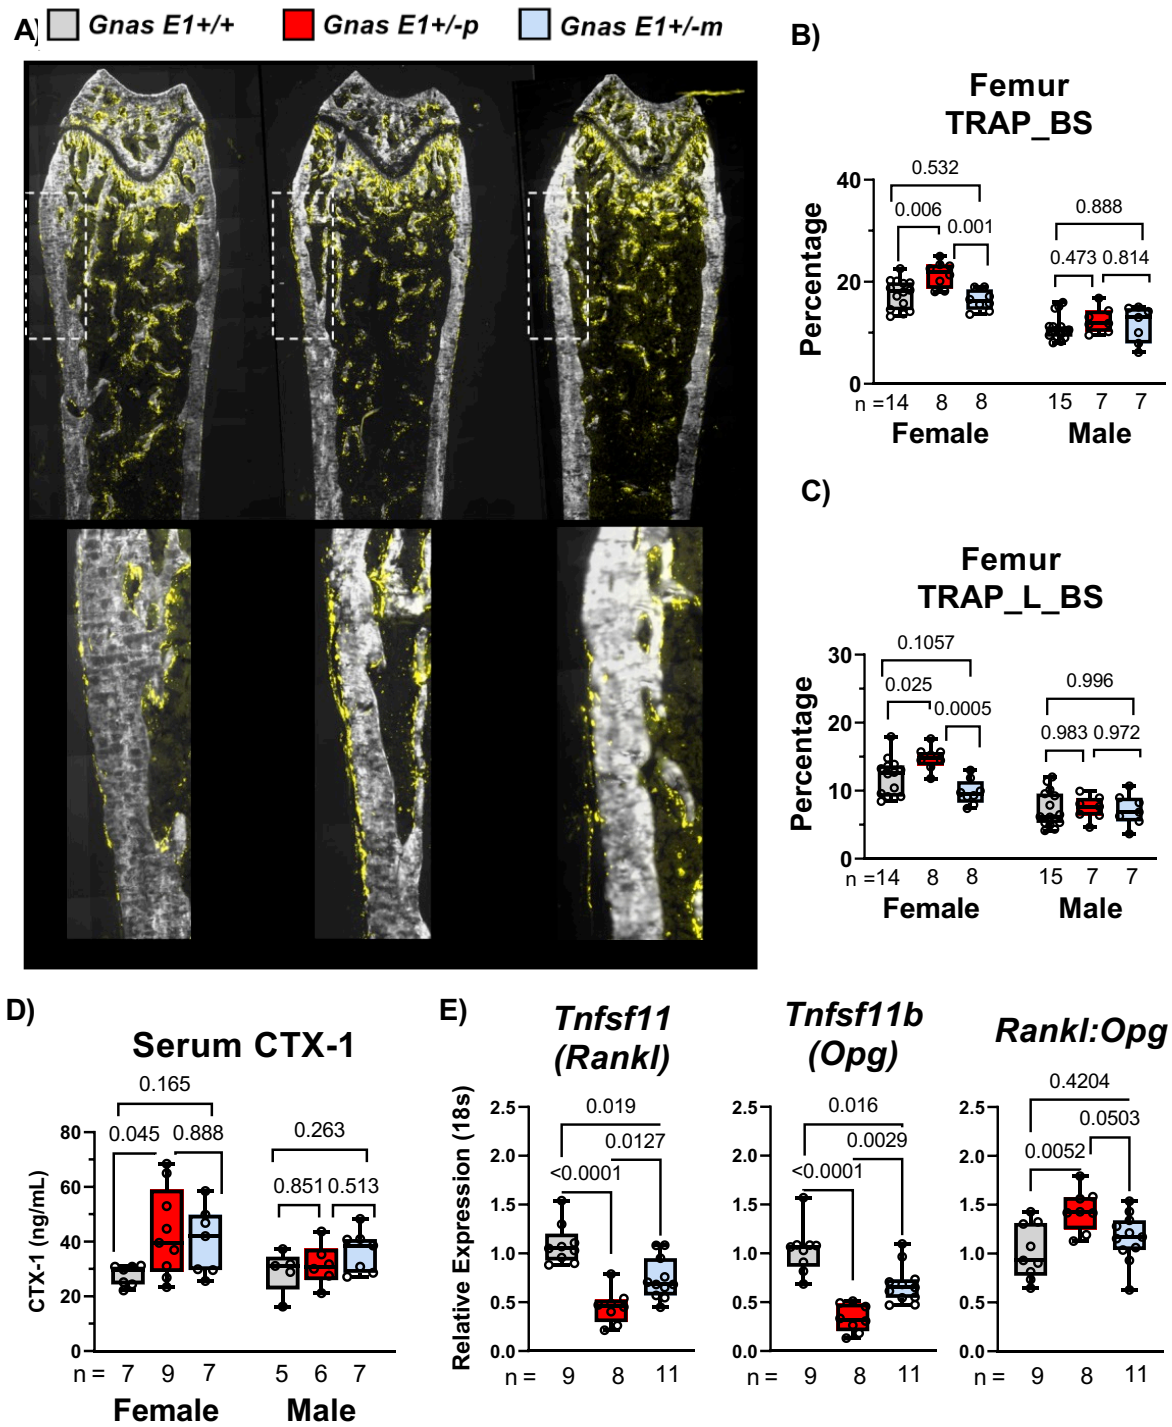 A)
Gnas E1+/+ Gnas E1+/-p Gnas E1+/-m
B)
Femur
TRAP_BS
Percentage
40
20
0
0.532
0.006
0.001
0.888
0.473
0.814
n =14 8 8 15 7 7
Female Male
C)
Femur
TRAP_L_BS
Percentage
30
20
10
0
0.1057
0.025
0.0005
0.996
0.983
0.972
n =14 8 8 15 7 7
Female Male
D)
Serum CTX-1
CTX-1 (ng/mL)
80
60
40
20
0
0.165
0.045
0.888
0.263
0.851
0.513
n = 7 9 7 5 6 7
Female Male
E)
Tnfsf11
(Rankl)
Relative Expression (18s)
2.5
2.0
1.5
1.0
0.5
0.0
0.019
0.0127
<0.0001
n = 9 8 11
Tnfsf11b
(Opg)
2.5
2.0
1.5
1.0
0.5
0.0
0.016
0.0029
<0.0001
n = 9 8 11
Rankl:Opg
2.5
2.0
1.5
1.0
0.5
0.0
0.4204
0.0503
0.0052
n = 9 8 11